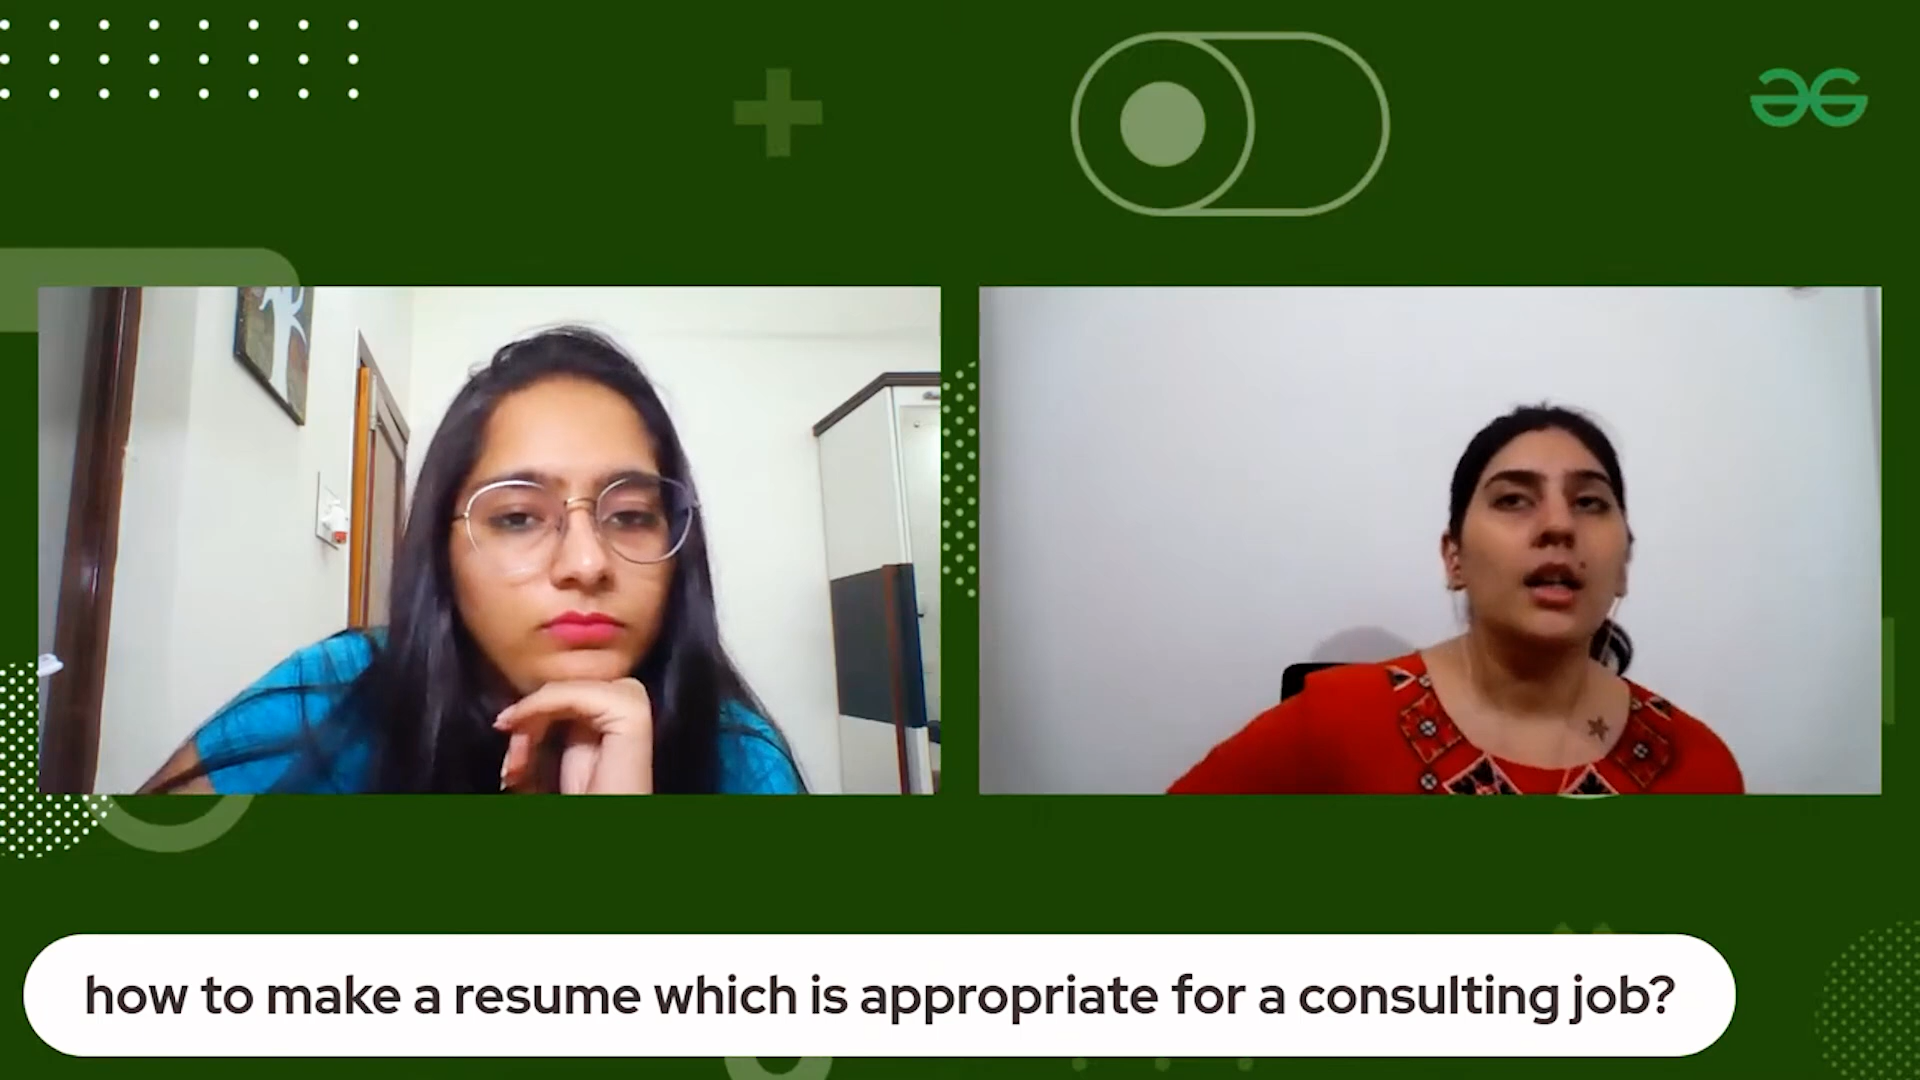 how to make a resume which is appropriate for a consulting job?